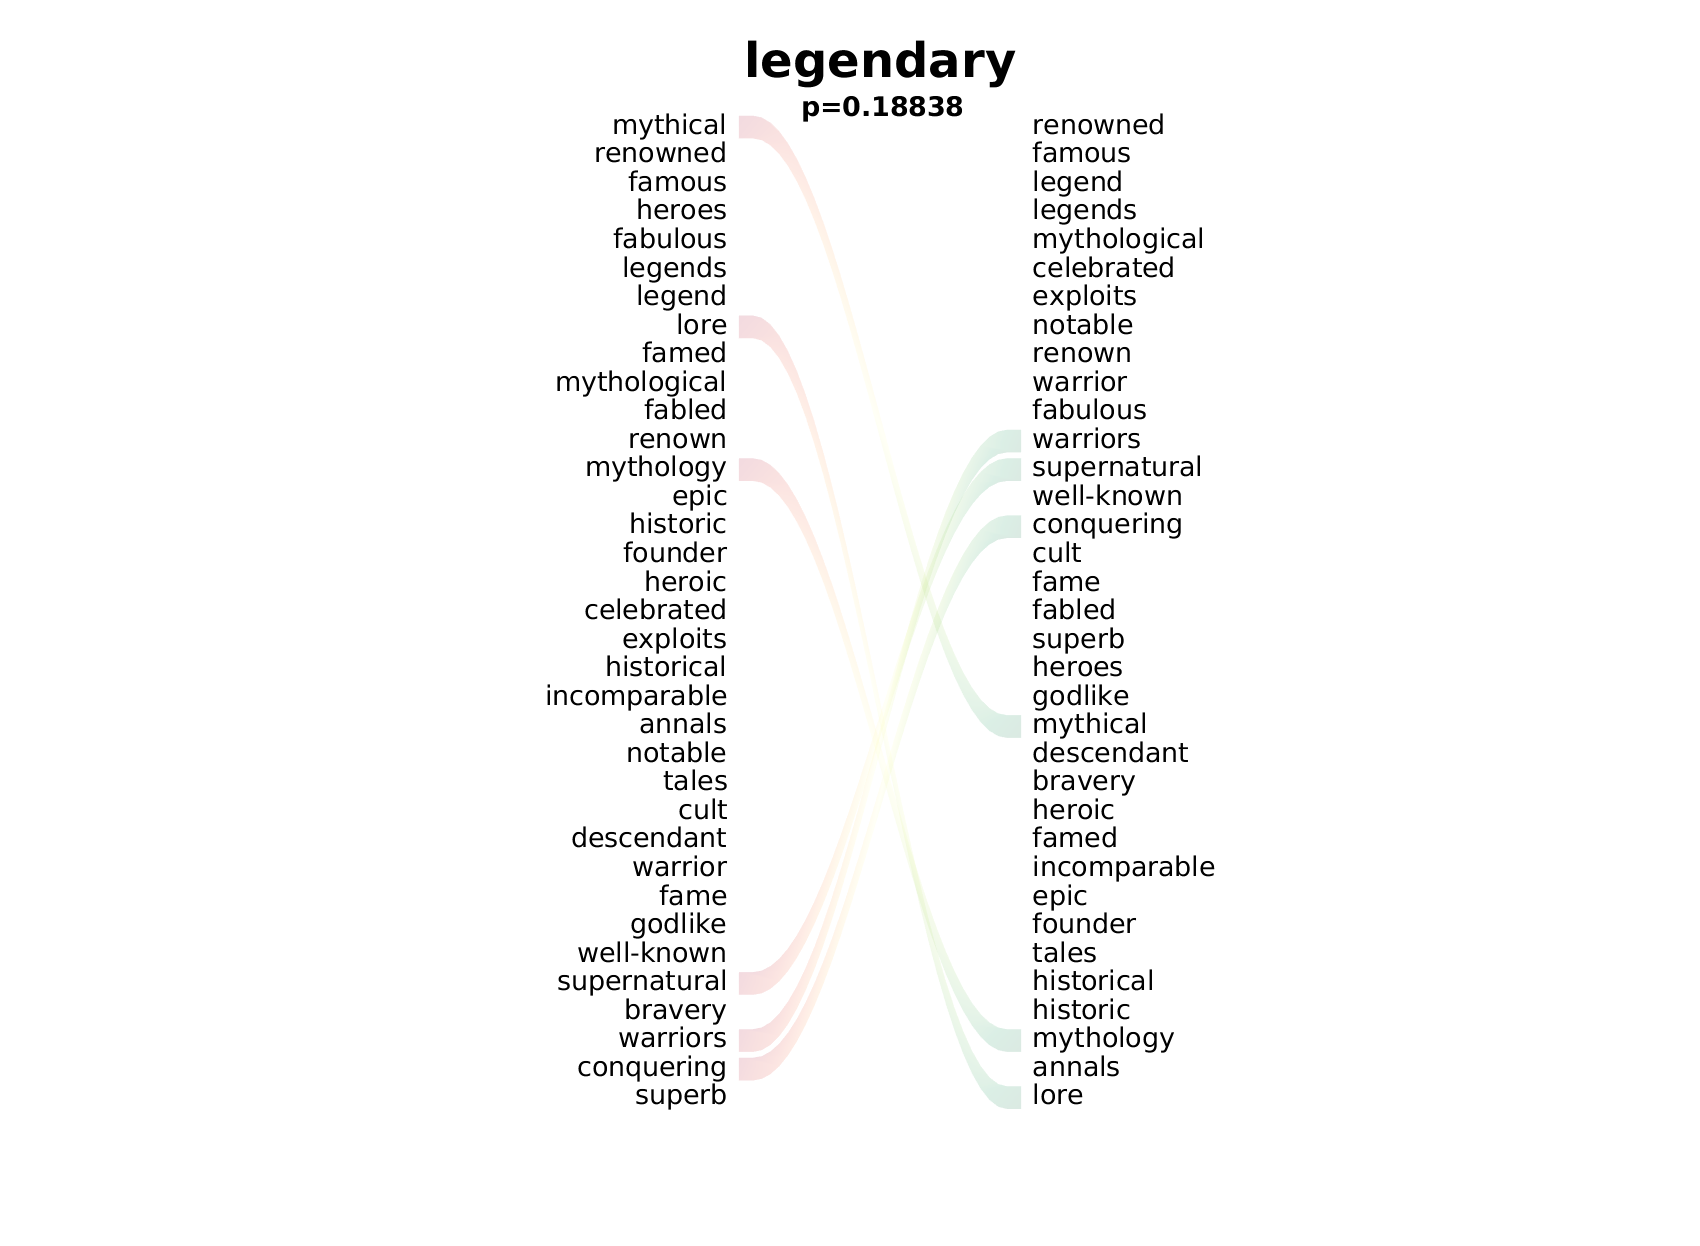 legendary
p=0.18838
mythical renowned
renowned famous
famous legend
heroes legends
fabulous mythological
legends celebrated
legend exploits
lore notable
famed renown
mythological warrior
fabled fabulous
renown warriors
mythology supernatural
epic well-known
historic conquering
founder cult
heroic fame
celebrated fabled
exploits superb
historical heroes
incomparable godlike
annals mythical
notable descendant
tales bravery
cult heroic
descendant famed
warrior incomparable
fame epic
godlike founder
well-known tales
supernatural historical
bravery historic
warriors mythology
conquering annals
superb lore